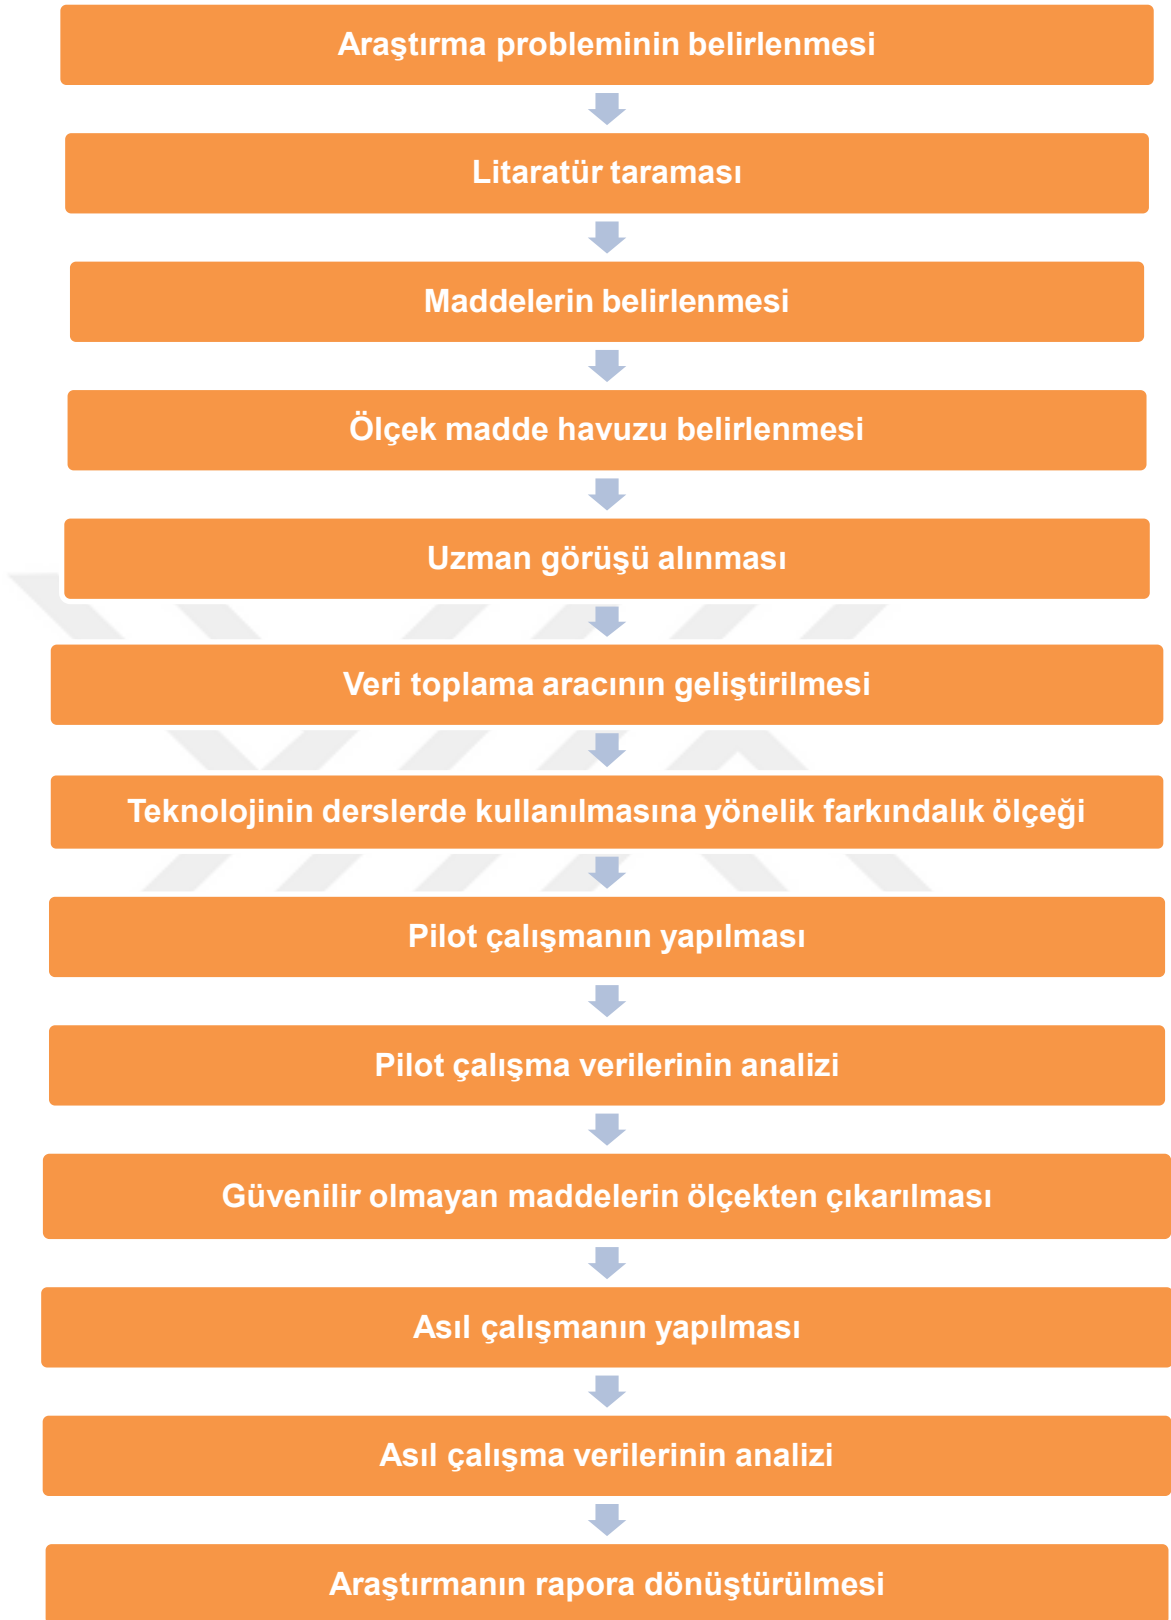 Araştırma probleminin belirlenmesi
Litaratür taraması
Maddelerin belirlenmesi
Ölçek madde havuzu belirlenmesi
Uzman görüşü alınması
Veri toplama aracının geliştirilmesi
Teknolojinin derslerde kullanılmasına yönelik farkındalık ölçeği
Pilot çalışmanın yapılması
Pilot çalışma verilerinin analizi
Güvenilir olmayan maddelerin ölçekten çıkarılması
Asıl çalışmanın yapılması
Asıl çalışma verilerinin analizi
Araştırmanın rapora dönüştürülmesi